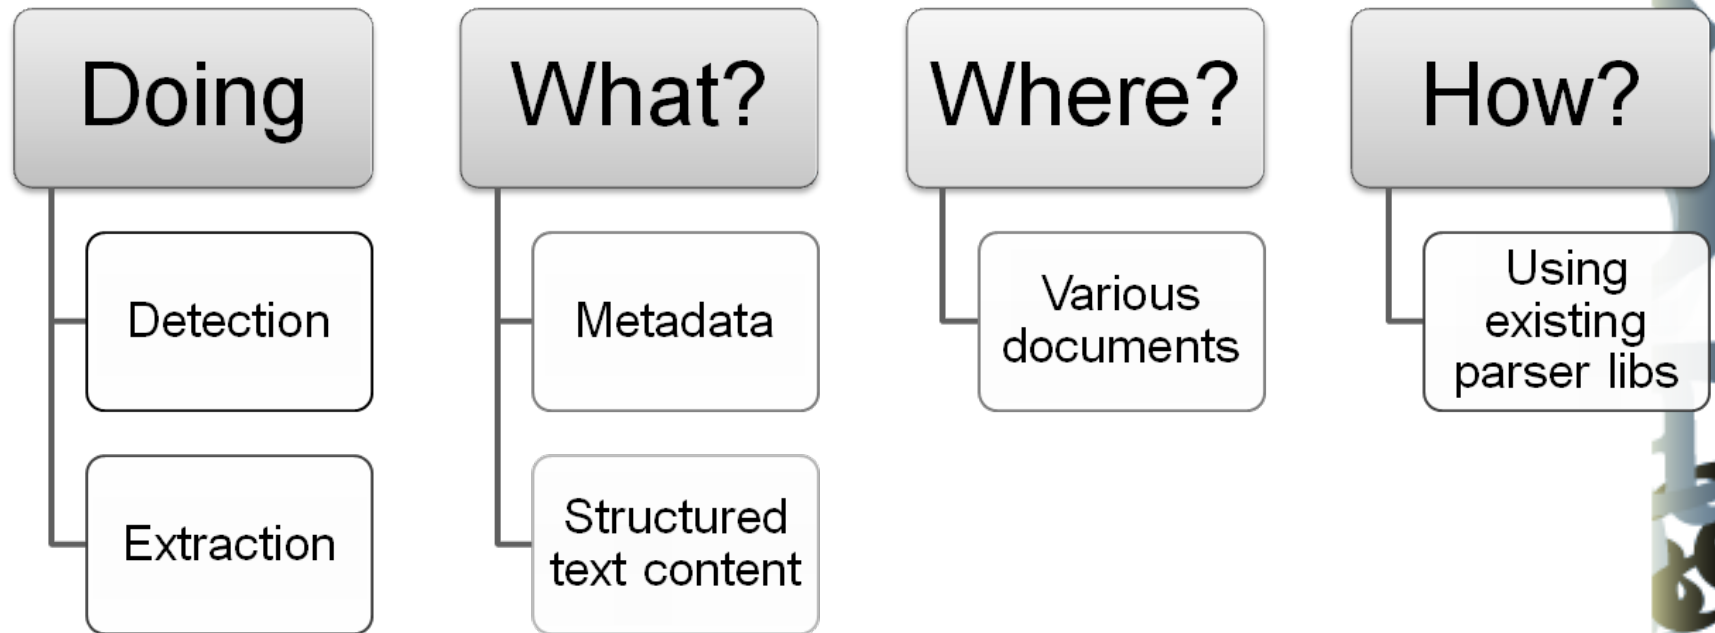 Doing
Detection
Extraction
What?
Metadata
Structured
text content
Where?
Various
documents
How?
Using
existing
parser libs